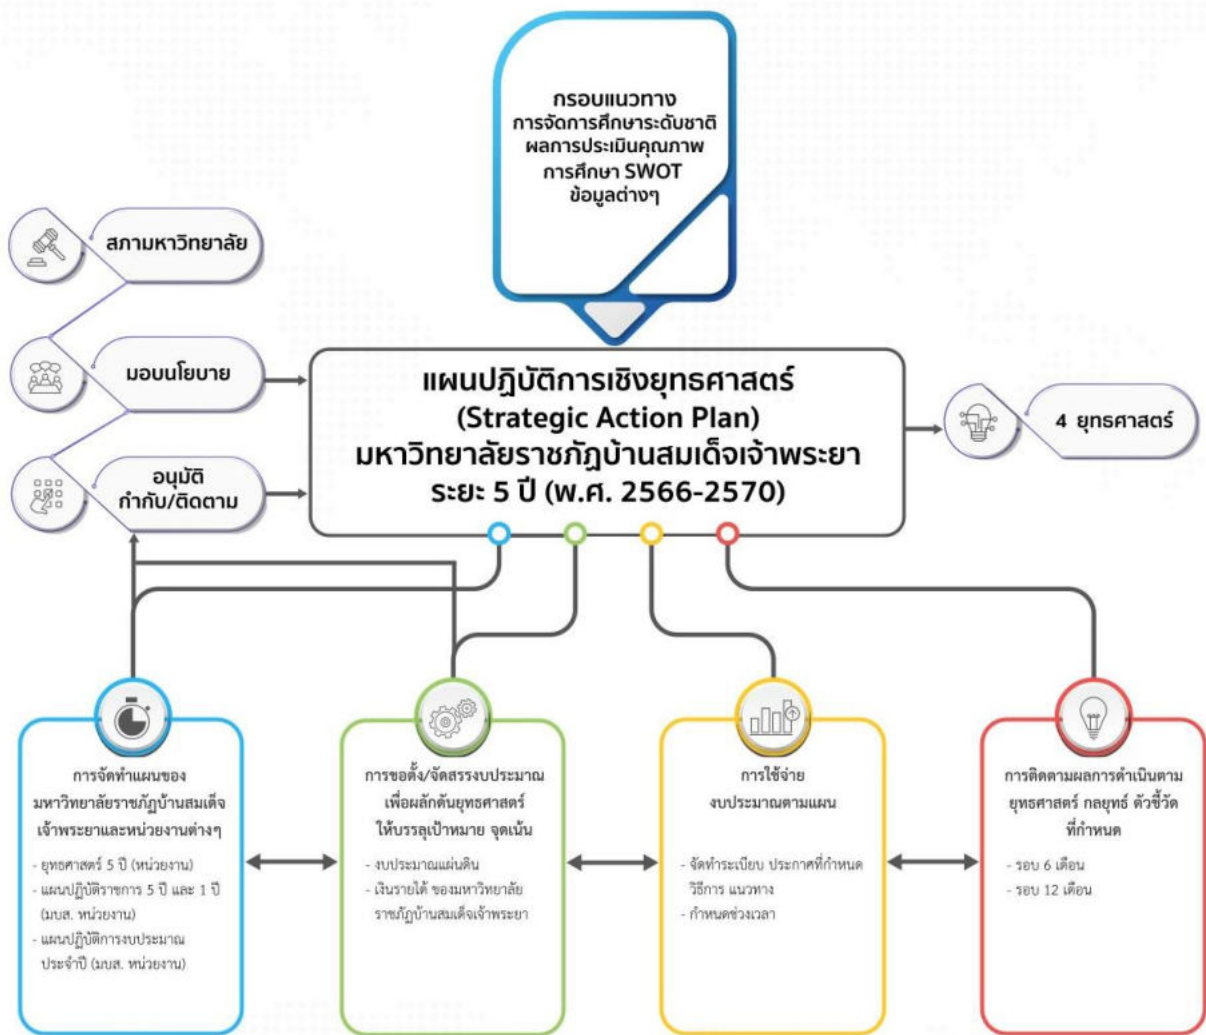 กรอบแนวทาง
การจัดการศึกษาระดับชาติ
ผลการประเมินคุณภาพ
การศึกษา SWOT
ข้อมูลต่างๆ
สภามหาวิทยาลัย
มอบนโยบาย
อนุมัติ
กำกับ/ติดตาม
แผนปฏิบัติการเชิงยุทธศาสตร์
(Strategic Action Plan)
มหาวิทยาลัยราชภัฏบ้านสมเด็จเจ้าพระยา
ระยะ 5 ปี (พ.ศ. 2566-2570)
4 ยุทธศาสตร์
การจัดทำแผนของ
มหาวิทยาลัยราชภัฏบ้านสมเด็จ
เจ้าพระยาและหน่วยงานต่างๆ
- ยุทธศาสตร์ 5 ปี (หน่วยงาน)
- แผนปฏิบัติราชการ 5 ปี และ 1 ปี
(มบส. หน่วยงาน)
- แผนปฏิบัติการงบประมาณ
ประจำปี (มบส. หน่วยงาน)
การขอตั้ง/จัดสรรงบประมาณ
เพื่อผลักดันยุทธศาสตร์
ให้บรรลุเป้าหมาย จุดเน้น
- งบประมาณแผ่นดิน
- เงินรายได้ ของมหาวิทยาลัย
ราชภัฏบ้านสมเด็จเจ้าพระยา
การใช้จ่าย
งบประมาณตามแผน
- จัดทำระเบียบ ประกาศที่กำหนด
วิธีการ แนวทาง
- กำหนดช่วงเวลา
การติดตามผลการดำเนินตาม
ยุทธศาสตร์ กลยุทธ์ ตัวชี้วัด
ที่กำหนด
- รอบ 6 เดือน
- รอบ 12 เดือน